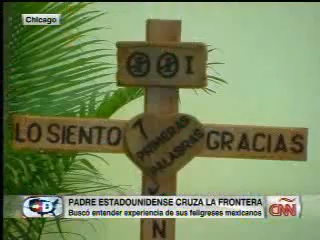 Chicago
I
LO SIENTO
7
PRIMERAS
PALABRAS
GRACIAS
PADRE ESTADOUNIDENSE CRUZA LA FRONTERA
Buscó entender experiencia de sus feligreses mexicanos
CNN